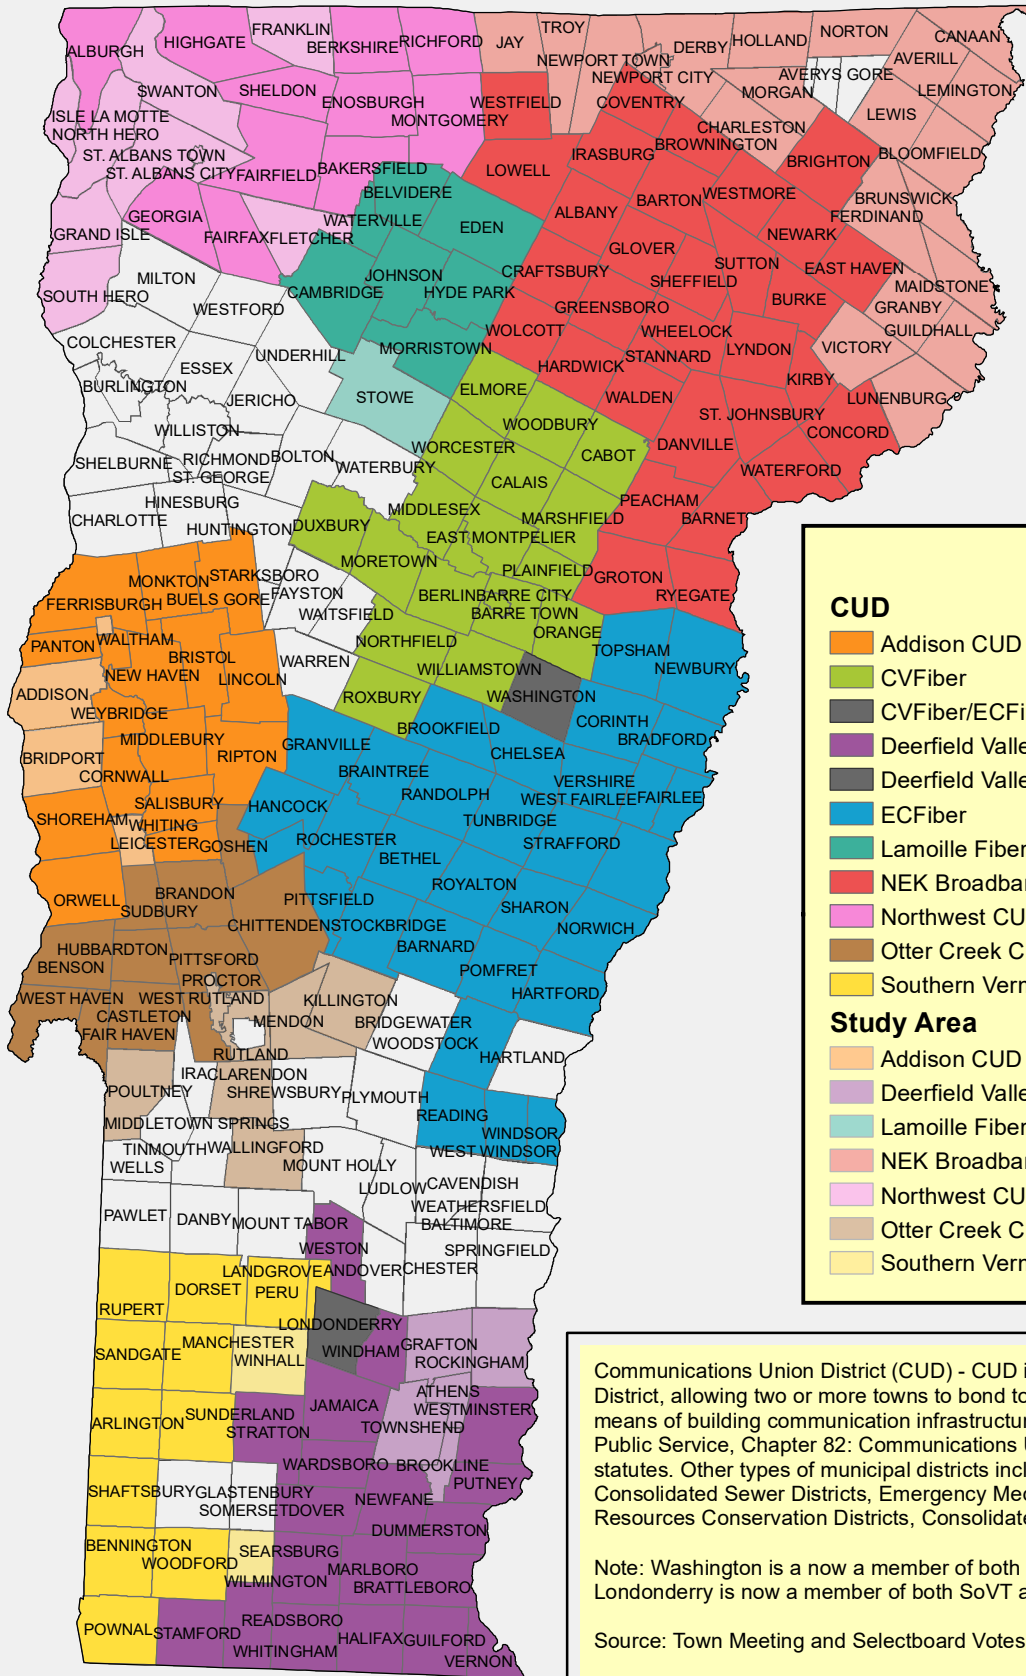 ALBURGH
HIGHGATE
FRANKLIN
BERKSHIRE
RICHFORD
JAY
TROY
NEWPORT TOWN
DERBY
HOLLAND
NORTON
CANAAN
AVERILL
NEWPORT CITY
AVERYS GORE
MORGAN
LEMINGTON
SWANTON
SHELDON
ENOSBURGH
MONTGOMERY
WESTFIELD
COVENTRY
LEWIS
ISLE LA MOTTE
NORTH HERO
CHARLESTON
BROWNINGTON
ST. ALBANS TOWN
ST. ALBANS CITY
FAIRFIELD
BAKERSFIELD
LOWELL
IRASBURG
BRIGHTON
BLOOMFIELD
BELVIDERE
BARTON
WESTMORE
BRUNSWICK
FERDINAND
GEORGIA
WATERVILLE
EDEN
ALBANY
GRAND ISLE
FAIRFAX
FLETCHER
NEWARK
GLOVER
SUTTON
EAST HAVEN
MILTON
JOHNSON
CRAFTSBURY
SHEFFIELD
SOUTH HERO
CAMBRIDGE
HYDE PARK
BURKE
MAIDSTONE
GRANBY
WESTFORD
GREENSBORO
GUILDHALL
COLCHESTER
WOLCOTT
WHEELOCK
UNDERHILL
MORRISTOWN
STANNARD
LYNDON
VICTORY
ESSEX
HARDWICK
KIRBY
BURLINGTON
JERICHO
STOWE
ELMORE
WALDEN
LUNENBURG
WOODBURY
ST. JOHNSBURY
WILLISTON
CONCORD
WORCESTER
CABOT
DANVILLE
SHELBURNE
RICHMOND
BOLTON
WATERBURY
WATERFORD
ST. GEORGE
CALAIS
HINESBURG
MIDDLESEX
PEACHAM
CHARLOTTE
HUNTINGTON
DUXBURY
MARSHFIELD
BARNET
EAST MONTPELIER
MORETOWN
PLAINFIELD
MONKTON
STARKSBORO
GROTON
FERRISBURGH
BUELS GORE
FAYSTON
BERLIN
BARRE CITY
RYEGATE
WAITSFIELD
BARRE TOWN
PANTON
WALTHAM
NORTHFIELD
ORANGE
BRISTOL
WARREN
TOPSHAM
NEW HAVEN
LINCOLN
WILLIAMSTOWN
NEWBURY
ADDISON
ROXBURY
WASHINGTON
WEYBRIDGE
BROOKFIELD
CORINTH
MIDDLEBURY
GRANVILLE
BRADFORD
BRIDPORT
RIPTON
CHELSEA
CORNWALL
BRAINTREE
VERSHIRE
SALISBURY
HANCOCK
RANDOLPH
WEST FAIRLEE
FAIRLEE
SHOREHAM
WHITING
TUNBRIDGE
LEICESTER
GOSHEN
ROCHESTER
STRAFFORD
BETHEL
ORWELL
BRANDON
PITTSFIELD
ROYALTON
SUDBURY
SHARON
CHITTENDEN
STOCKBRIDGE
NORWICH
HUBBARDTON
BARNARD
BENSON
PITTSFORD
PROCTOR
POMFRET
WEST HAVEN
WEST RUTLAND
KILLINGTON
HARTFORD
CASTLETON
MENDON
BRIDGEWATER
FAIR HAVEN
WOODSTOCK
RUTLAND
HARTLAND
IRA
CLARENDON
POULTNEY
SHREWSBURY
PLYMOUTH
READING
MIDDLETOWN SPRINGS
WINDSOR
TINMOUTH
WALLINGFORD
WEST WINDSOR
WELLS
MOUNT HOLLY
LUDLOW
CAVENDISH
WEATHERSFIELD
PAWLET
DANBY
MOUNT TABOR
BALTIMORE
WESTON
SPRINGFIELD
LANDGROVE
ANDOVER
CHESTER
DORSET
PERU
RUPERT
LONDONDERRY
MANCHESTER
WINDHAM
GRAFTON
SANDGATE
WINHALL
ROCKINGHAM
ATHENS
JAMAICA
WESTMINSTER
ARLINGTON
SUNDERLAND
STRATTON
TOWNSHEND
WARDSBORO
BROOKLINE
SHAFTSBURY
GLASTENBURY
PUTNEY
SOMERSET
DOVER
NEWFANE
DUMMERSTON
BENNINGTON
SEARSBURG
WOODFORD
MARLBORO
WILMINGTON
BRATTLEBORO
POWNAL
STAMFORD
READSBORO
HALIFAX
GUILFORD
WHITINGHAM
VERNON
CUD
Addison CUD
CVFiber
CVFiber/ECFi
Deerfield Valle
Deerfield Valle
ECFiber
Lamoille Fiber
NEK Broadba
Northwest CU
Otter Creek C
Southern Verr
Study Area
Addison CUD
Deerfield Valle
Lamoille Fiber
NEK Broadba
Northwest CU
Otter Creek C
Southern Verr
Communications Union District (CUD) - CUD i
District, allowing two or more towns to bond to
means of building communication infrastructur
Public Service, Chapter 82: Communications U
statutes. Other types of municipal districts incl
Consolidated Sewer Districts, Emergency Med
Resources Conservation Districts, Consolidate
Note: Washington is a now a member of both
Londonderry is now a member of both SoVT a
Source: Town Meeting and Selectboard Votes